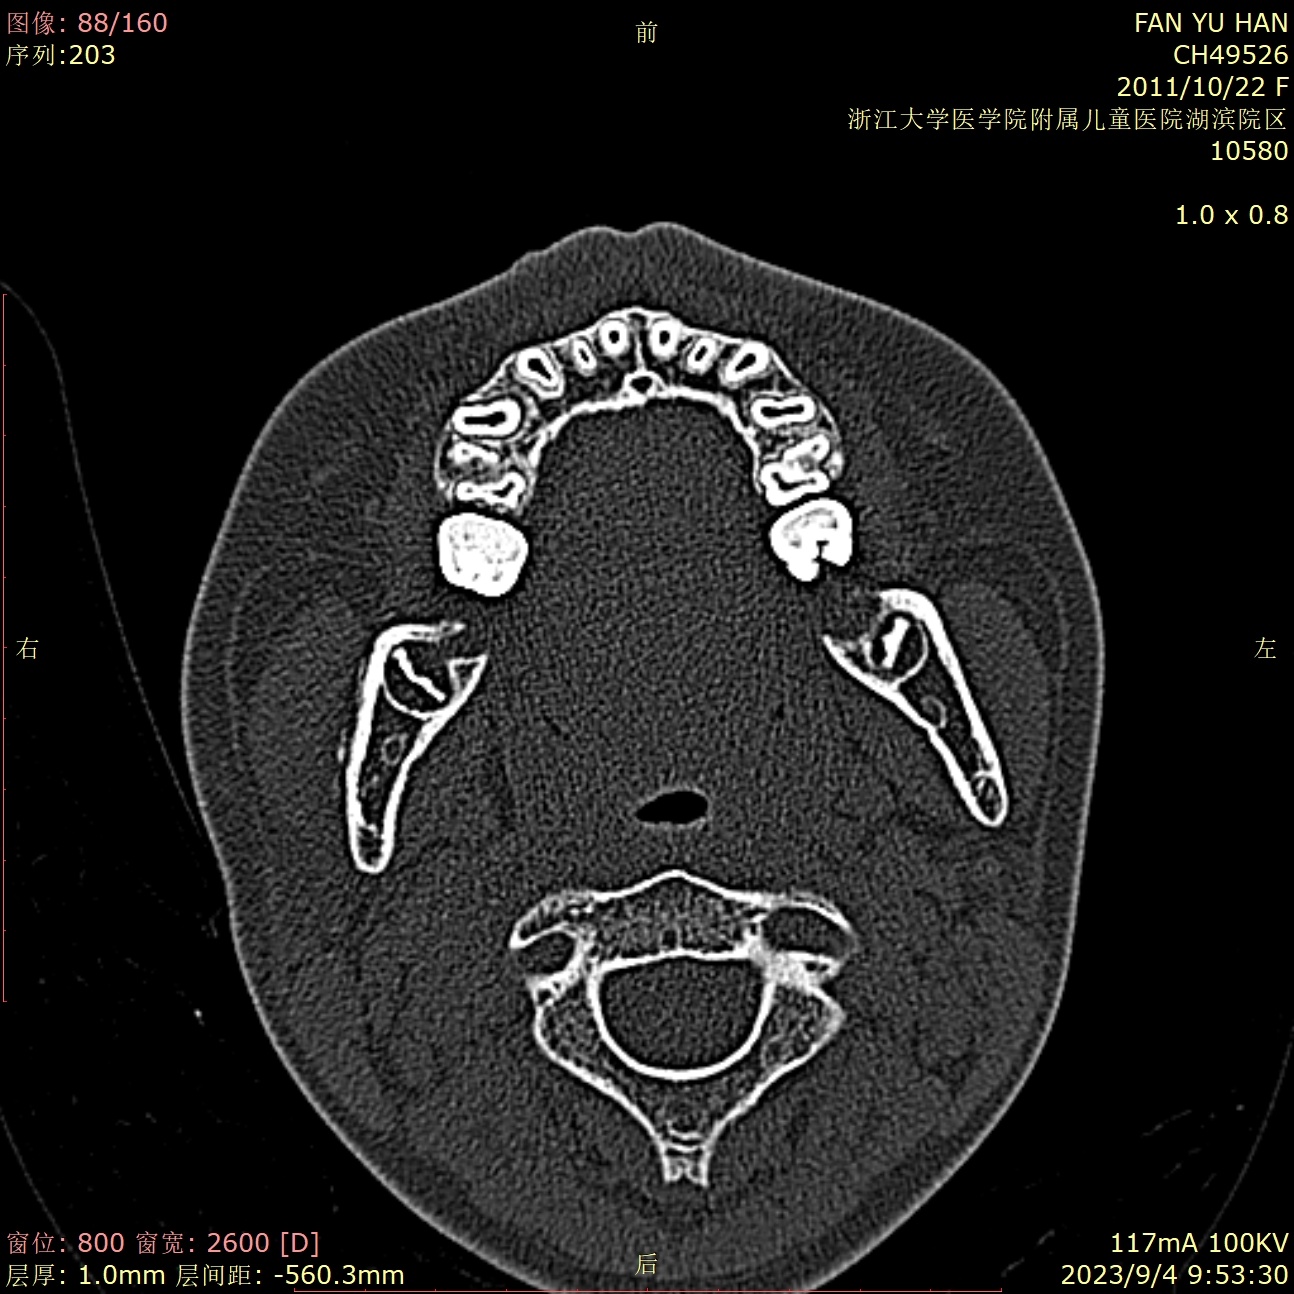 图像: 88/160
序列:203
前
FAN YU HAN
CH49526
2011/10/22 F
浙江大学医学院附属儿童医院湖滨院区
10580
1.0 x 0.8
右
左
窗位: 800 窗宽: 2600 [D]
层厚: 1.0mm 层间距: -560.3mm
后
117mA 100KV
2023/9/4 9:53:30